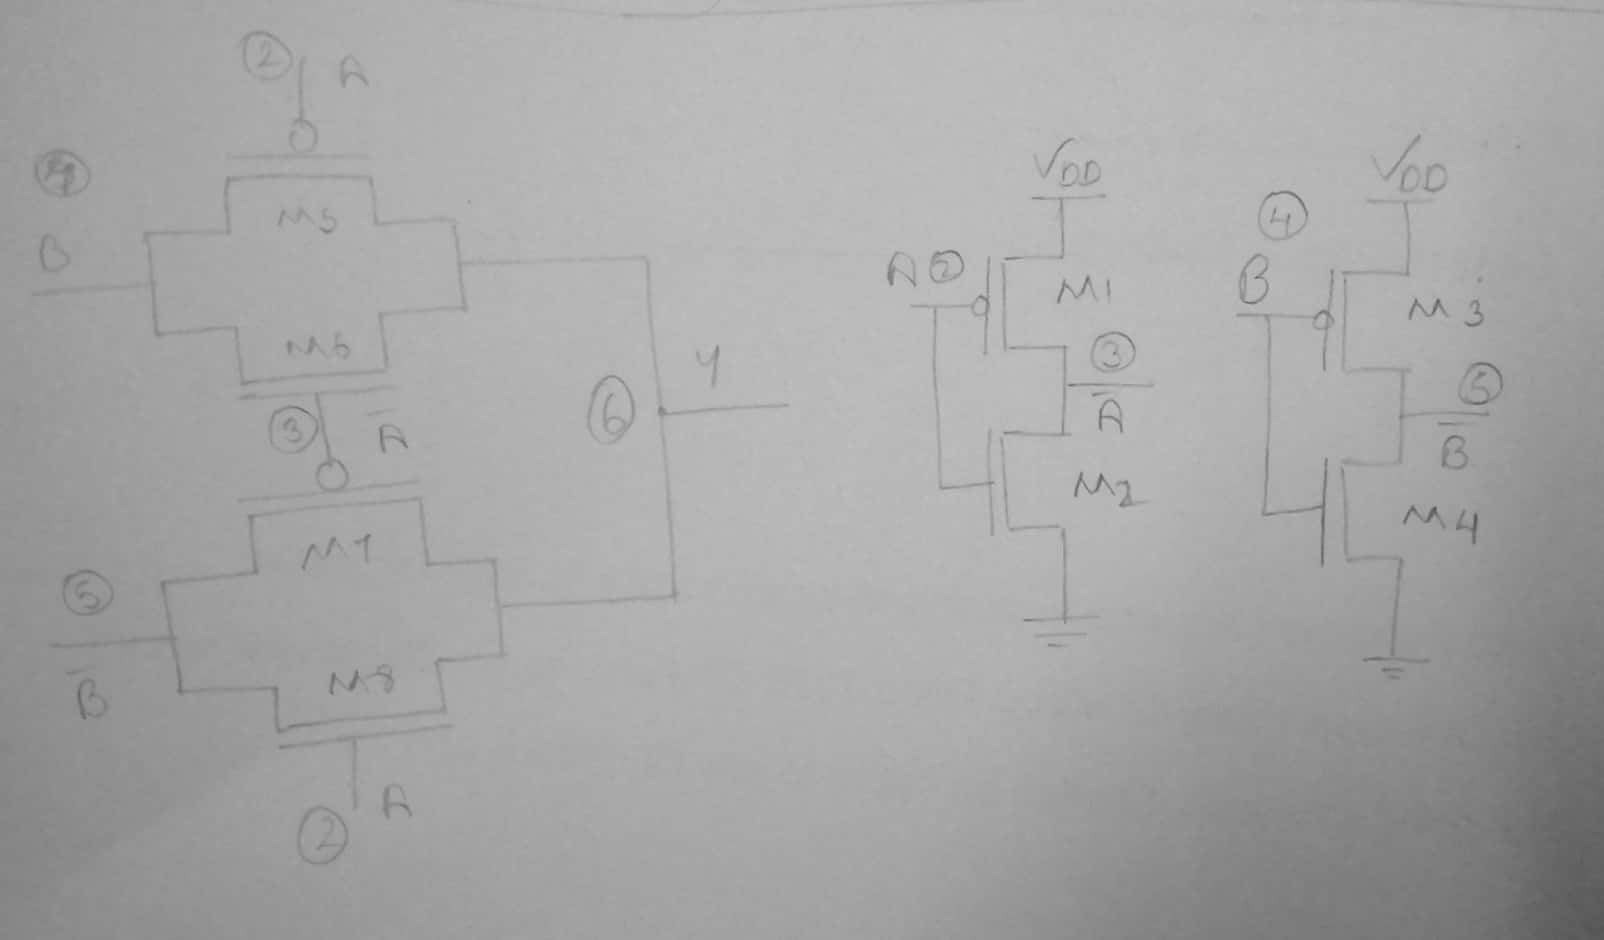 ② A
④
B
M5
M6
③ A̅
M7
⑤
B̅
M8
② A
⑥ Y
VDD
A ② M1
③
A̅
M2
VDD
④
B M3
⑤
B̅
M4